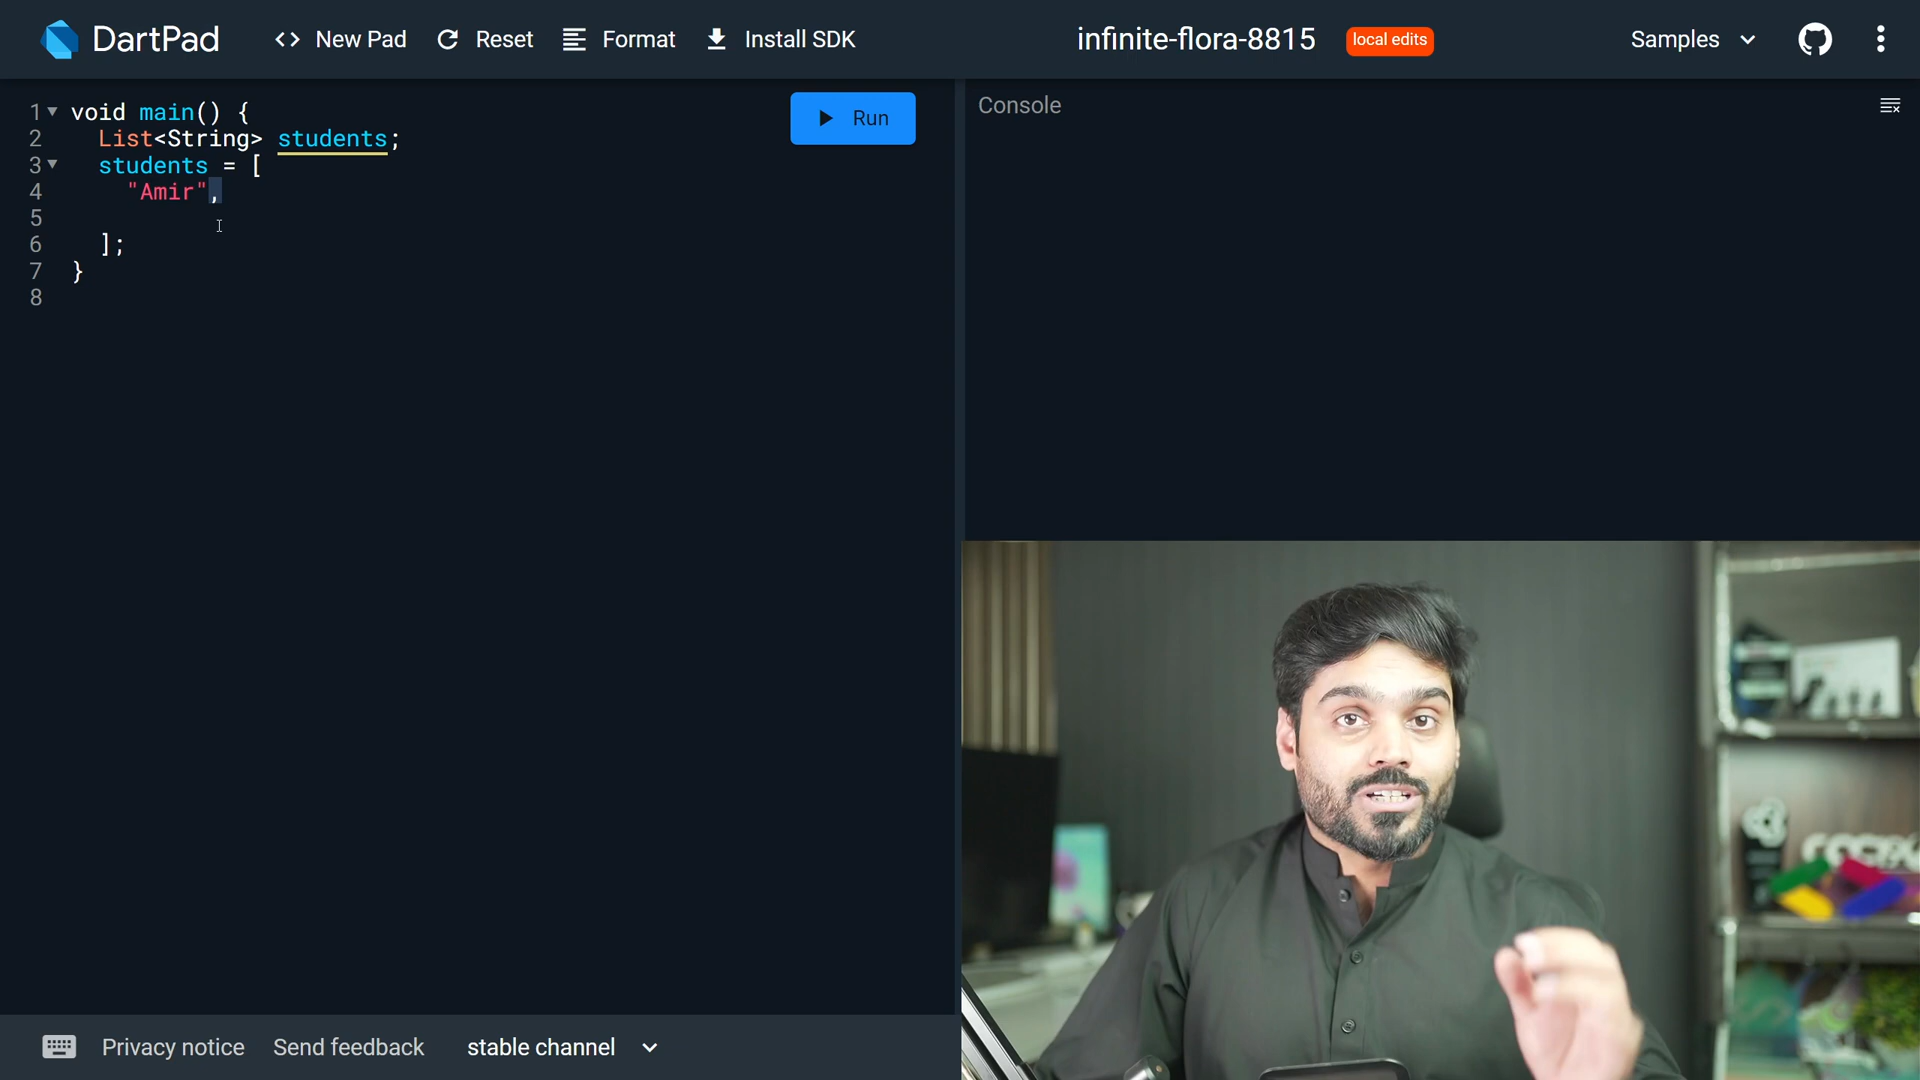 DartPad
<> New Pad
Reset
Format
Install SDK
infinite-flora-8815
local edits
Samples
1 void main() {
2 List<String> students;
3 students = [
4 "Amir",
5
6 ];
7 }
8
Run
Console
Privacy notice
Send feedback
stable channel